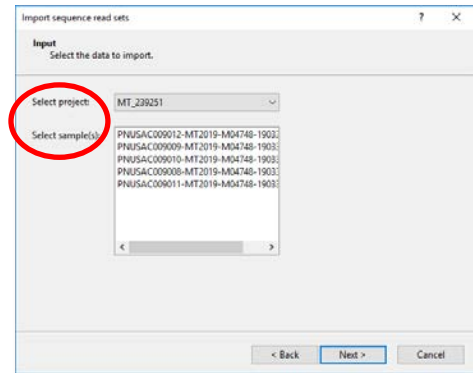 Import sequence read sets ? ×
Input
Select the data to import.
Select project: MT_239251
Select sample(s):
PNUSAC009012-MT2019-M04748-1903
PNUSAC009009-MT2019-M04748-1903
PNUSAC009010-MT2019-M04748-1903
PNUSAC009008-MT2019-M04748-1903
PNUSAC009011-MT2019-M04748-1903
< Back Next > Cancel